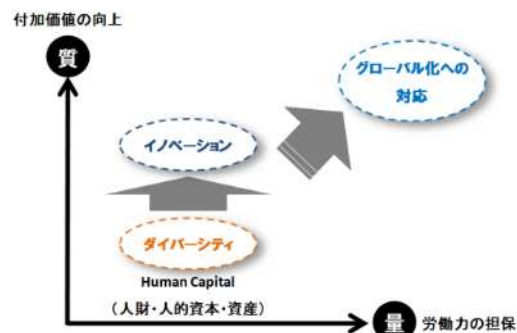 付加価値の向上
質
グローバル化への
対応
イノベーション
ダイバーシティ
Human Capital
（人財・人的資本・資産）
量 労働力の担保